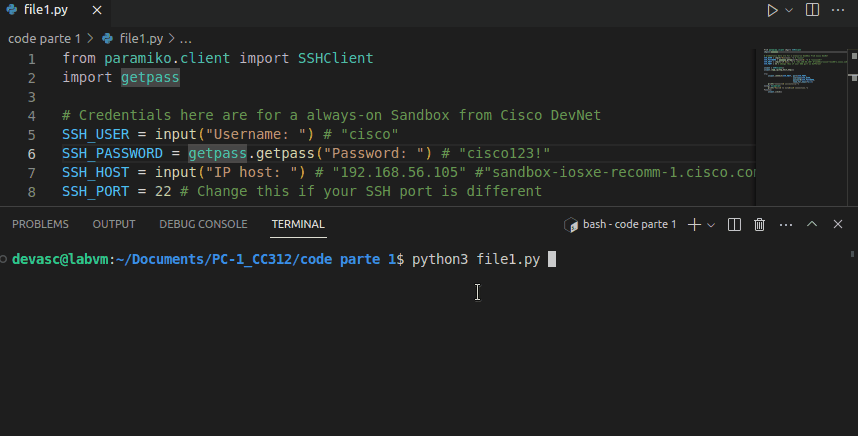 file1.py
code parte 1 > file1.py > ...
1 from paramiko.client import SSHClient
2 import getpass
3
4 # Credentials here are for a always-on Sandbox from Cisco DevNet
5 SSH_USER = input("Username: ") # "cisco"
6 SSH_PASSWORD = getpass.getpass("Password: ") # "cisco123!"
7 SSH_HOST = input("IP host: ") # "192.168.56.105" #"sandbox-iosxe-recomm-1.cisco.com
8 SSH_PORT = 22 # Change this if your SSH port is different
PROBLEMS OUTPUT DEBUG CONSOLE TERMINAL bash - code parte 1
devasc@labvm:~/Documents/PC-1_CC312/code parte 1$ python3 file1.py